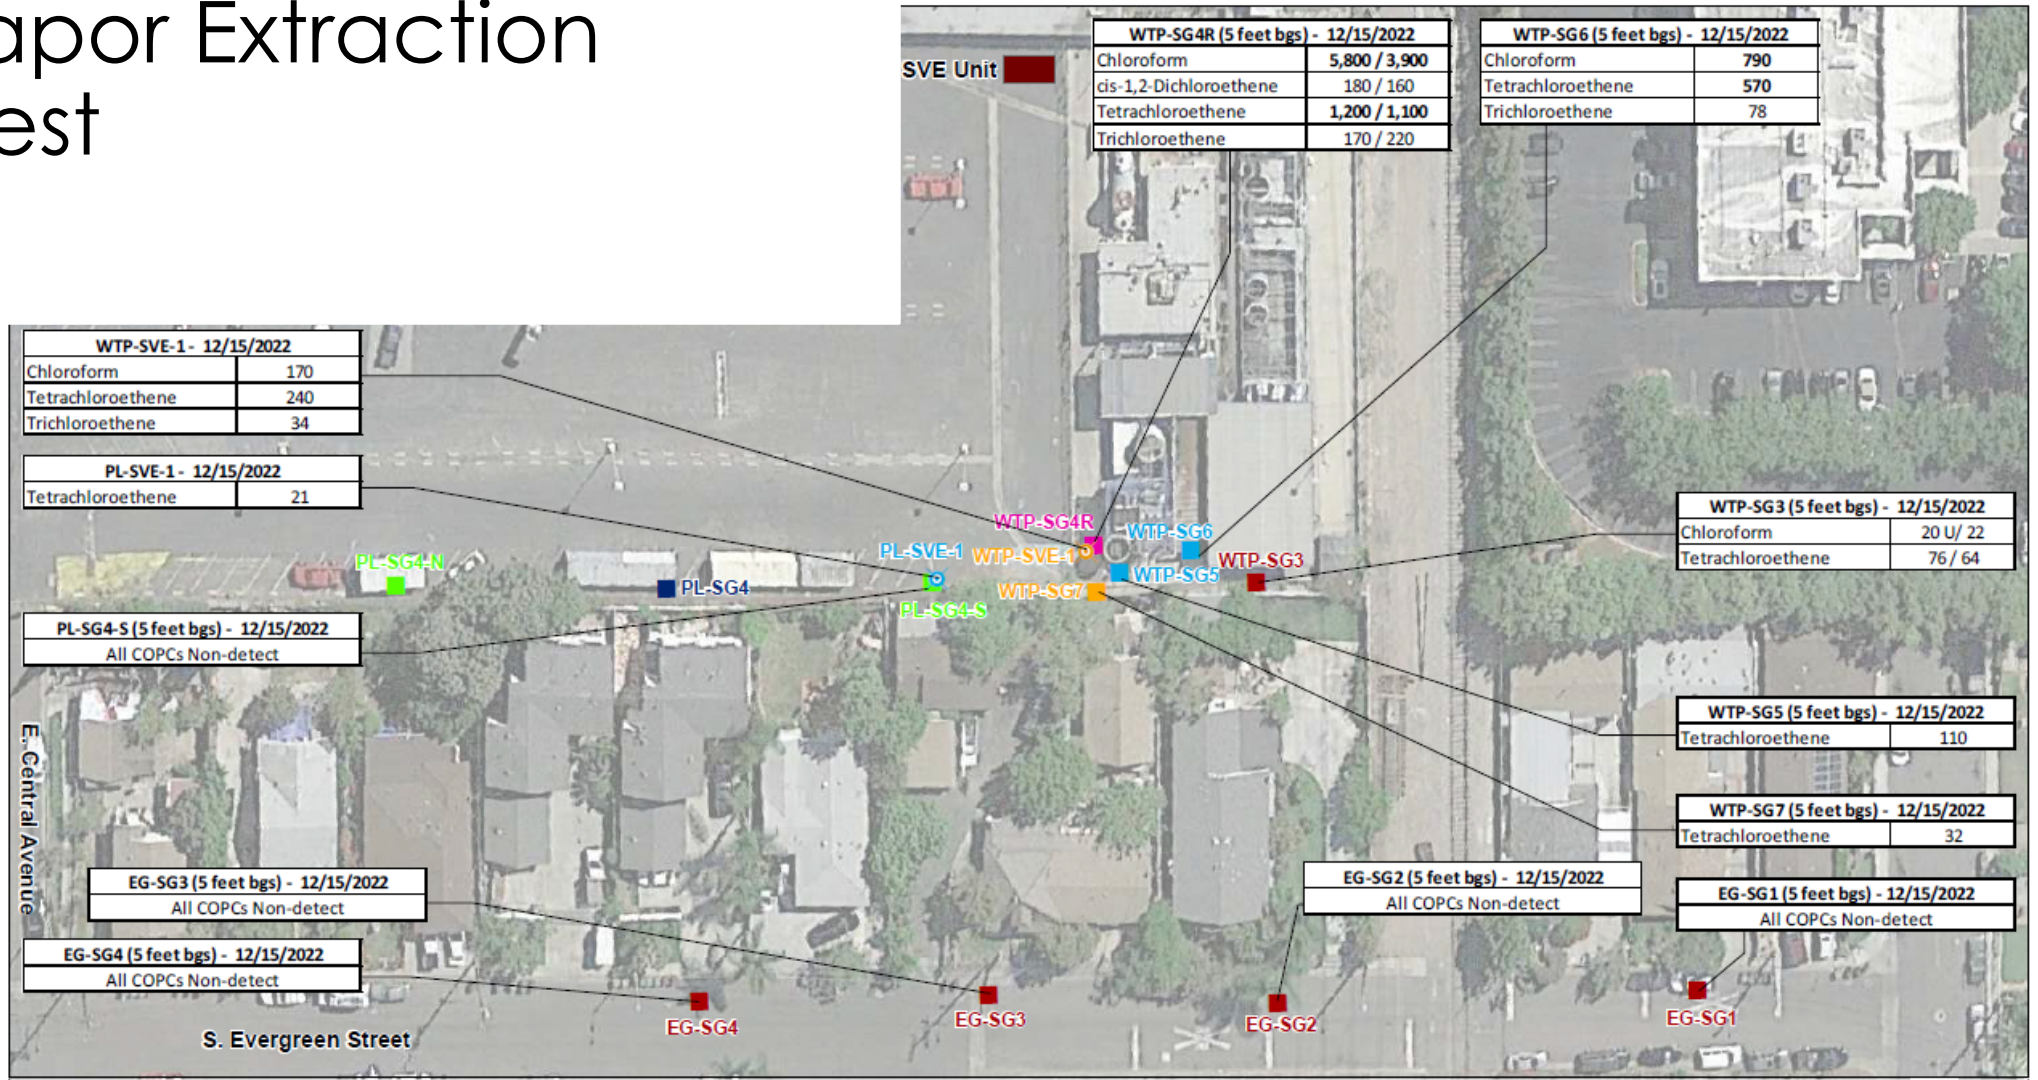 apor Extraction
est
SVE Unit
WTP-SG4R (5 feet bgs) - 12/15/2022
Chloroform 5,800 / 3,900
cis-1,2-Dichloroethene 180 / 160
Tetrachloroethene 1,200 / 1,100
Trichloroethene 170 / 220
WTP-SG6 (5 feet bgs) - 12/15/2022
Chloroform 790
Tetrachloroethene 570
Trichloroethene 78
WTP-SVE-1 - 12/15/2022
Chloroform 170
Tetrachloroethene 240
Trichloroethene 34
PL-SVE-1 - 12/15/2022
Tetrachloroethene 21
WTP-SG3 (5 feet bgs) - 12/15/2022
Chloroform 20 U/ 22
Tetrachloroethene 76 / 64
WTP-SG4R
WTP-SG6
PL-SVE-1
WTP-SVE-1
WTP-SG3
PL-SG4-N
WTP-SG5
PL-SG4
WTP-SG7
PL-SG4-S
PL-SG4-S (5 feet bgs) - 12/15/2022
All COPCs Non-detect
WTP-SG5 (5 feet bgs) - 12/15/2022
Tetrachloroethene 110
WTP-SG7 (5 feet bgs) - 12/15/2022
Tetrachloroethene 32
E. Central Avenue
EG-SG3 (5 feet bgs) - 12/15/2022
All COPCs Non-detect
EG-SG2 (5 feet bgs) - 12/15/2022
All COPCs Non-detect
EG-SG1 (5 feet bgs) - 12/15/2022
All COPCs Non-detect
EG-SG4 (5 feet bgs) - 12/15/2022
All COPCs Non-detect
EG-SG4
EG-SG3
EG-SG2
EG-SG1
S. Evergreen Street